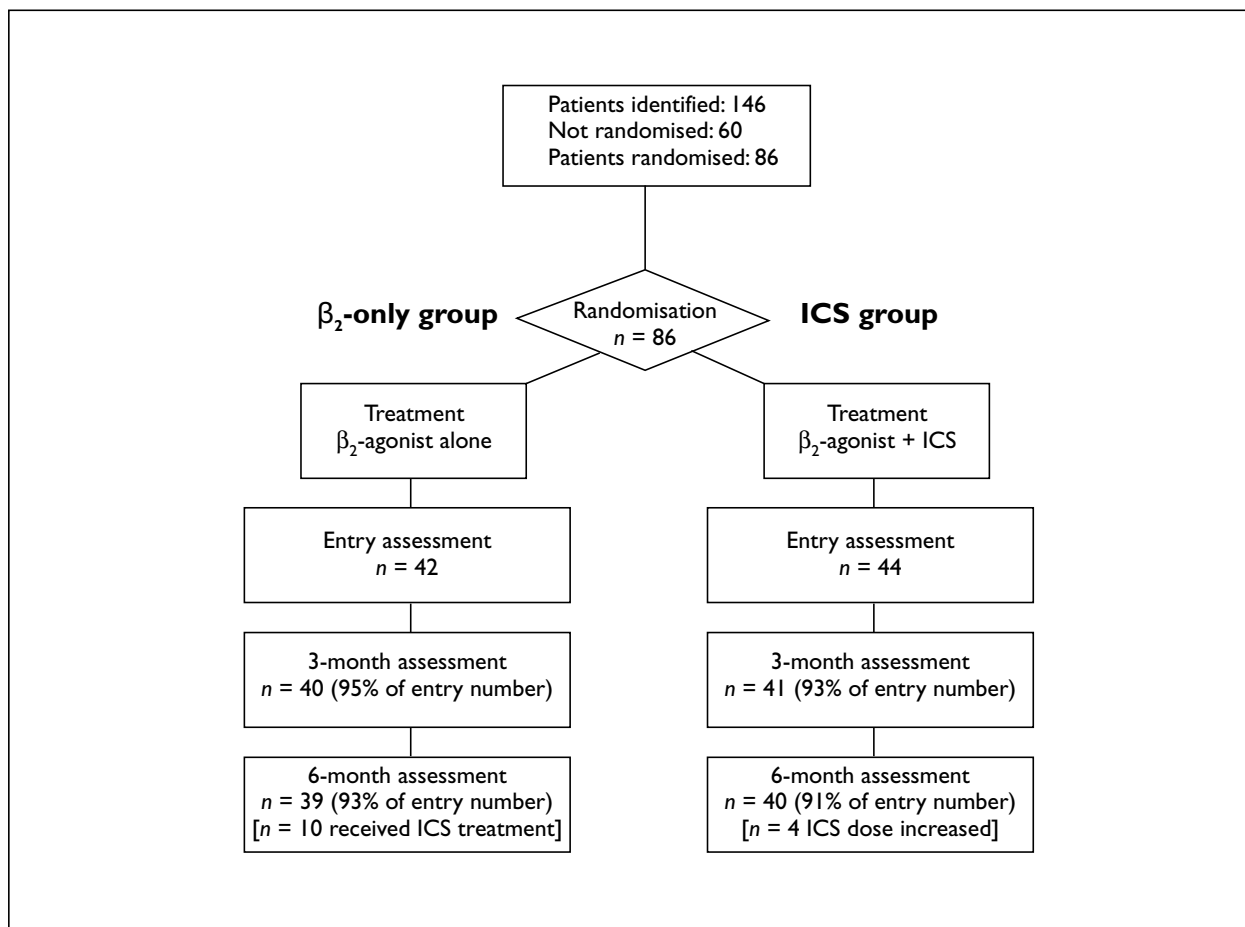 Patients identified: 146
Not randomised: 60
Patients randomised: 86
β₂-only group
Randomisation
n = 86
ICS group
Treatment
β₂-agonist alone
Treatment
β₂-agonist + ICS
Entry assessment
n = 42
Entry assessment
n = 44
3-month assessment
n = 40 (95% of entry number)
3-month assessment
n = 41 (93% of entry number)
6-month assessment
n = 39 (93% of entry number)
[n = 10 received ICS treatment]
6-month assessment
n = 40 (91% of entry number)
[n = 4 ICS dose increased]